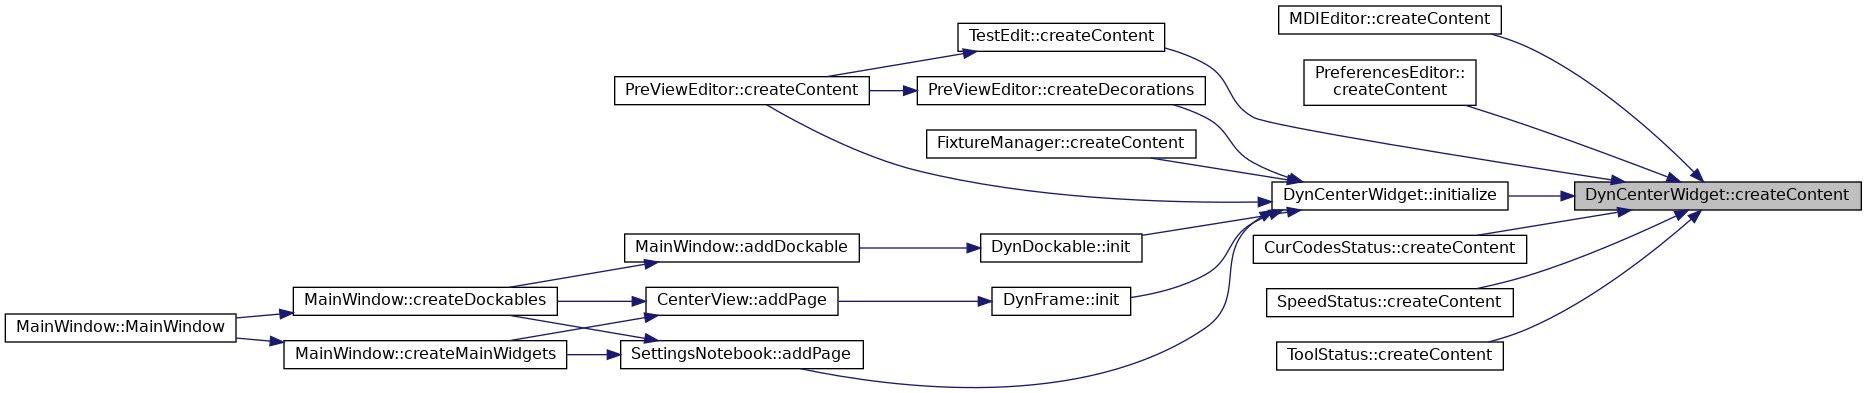 MDIEditor::createContent
TestEdit::createContent
PreferencesEditor::
createContent
PreViewEditor::createContent
PreViewEditor::createDecorations
FixtureManager::createContent
DynCenterWidget::initialize
DynCenterWidget::createContent
MainWindow::addDockable
DynDockable::init
CurCodesStatus::createContent
MainWindow::createDockables
CenterView::addPage
DynFrame::init
SpeedStatus::createContent
MainWindow::MainWindow
MainWindow::createMainWidgets
SettingsNotebook::addPage
ToolStatus::createContent